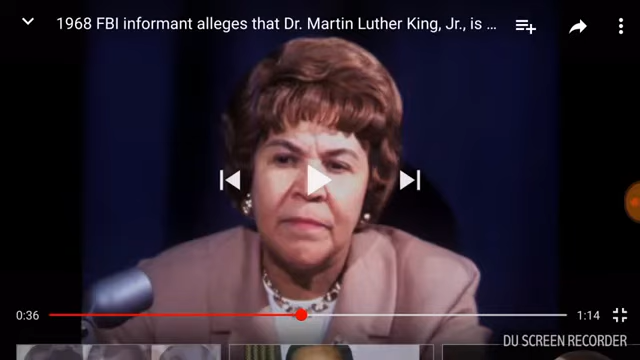 1968 FBI informant alleges that Dr. Martin Luther King, Jr., is ...
0:36
1:14
DU SCREEN RECORDER